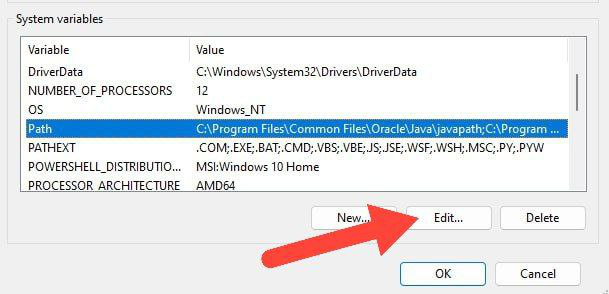 System variables
Variable Value
DriverData C:\Windows\System32\Drivers\DriverData
NUMBER_OF_PROCESSORS 12
OS Windows_NT
Path C:\Program Files\Common Files\Oracle\Java\javapath;C:\Program ...
PATHEXT .COM;.EXE;.BAT;.CMD;.VBS;.VBE;.JS;.JSE;.WSF;.WSH;.MSC;.PY;.PYW
POWERSHELL_DISTRIBUTIO... MSI:Windows 10 Home
PROCESSOR_ARCHITECTURE AMD64
New... Edit... Delete
OK Cancel